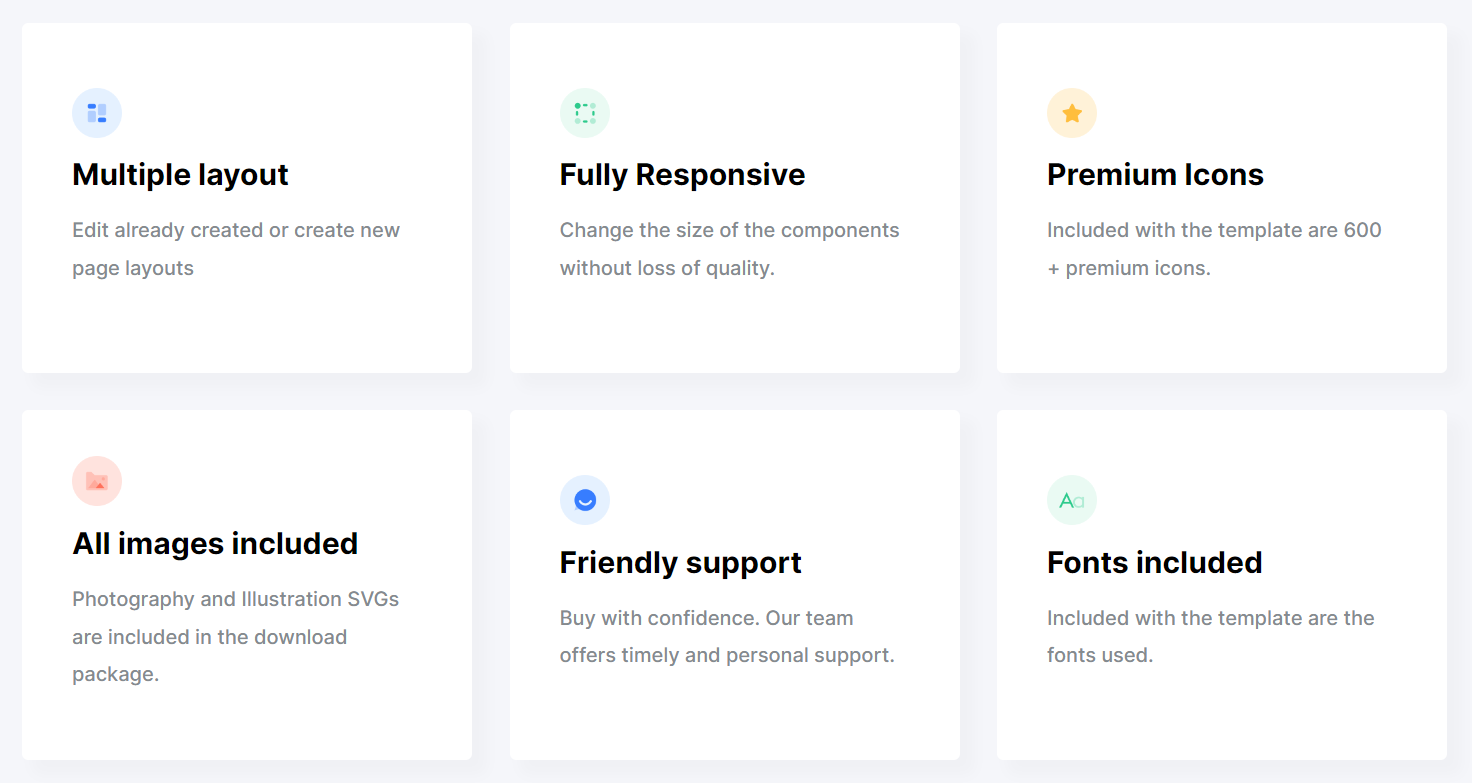 Multiple layout
Edit already created or create new
page layouts
Fully Responsive
Change the size of the components
without loss of quality.
Premium Icons
Included with the template are 600
+ premium icons.
All images included
Photography and Illustration SVGs
are included in the download
package.
Friendly support
Buy with confidence. Our team
offers timely and personal support.
Aa
Fonts included
Included with the template are the
fonts used.